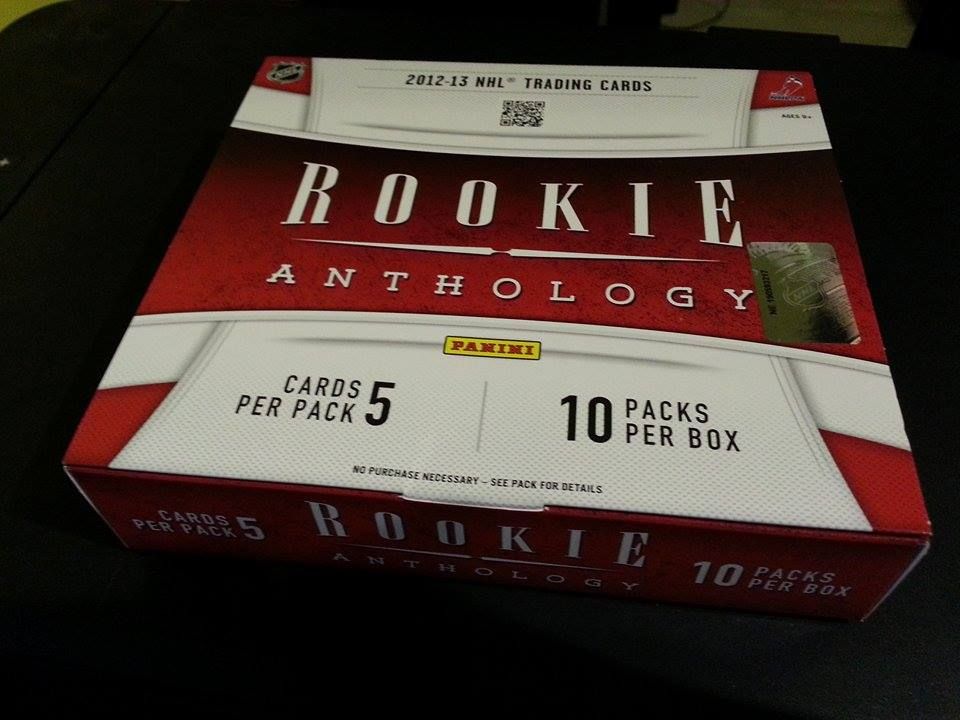 2012-13 NHL® TRADING CARDS
AGES 9+
ROOKIE
ANTHOLOGY
PANINI
CARDS
PER PACK 5
10 PACKS
PER BOX
NO PURCHASE NECESSARY – SEE PACK FOR DETAILS
CARDS
PER PACK 5
ROOKIE
ANTHOLOGY
10 PACKS
PER BOX